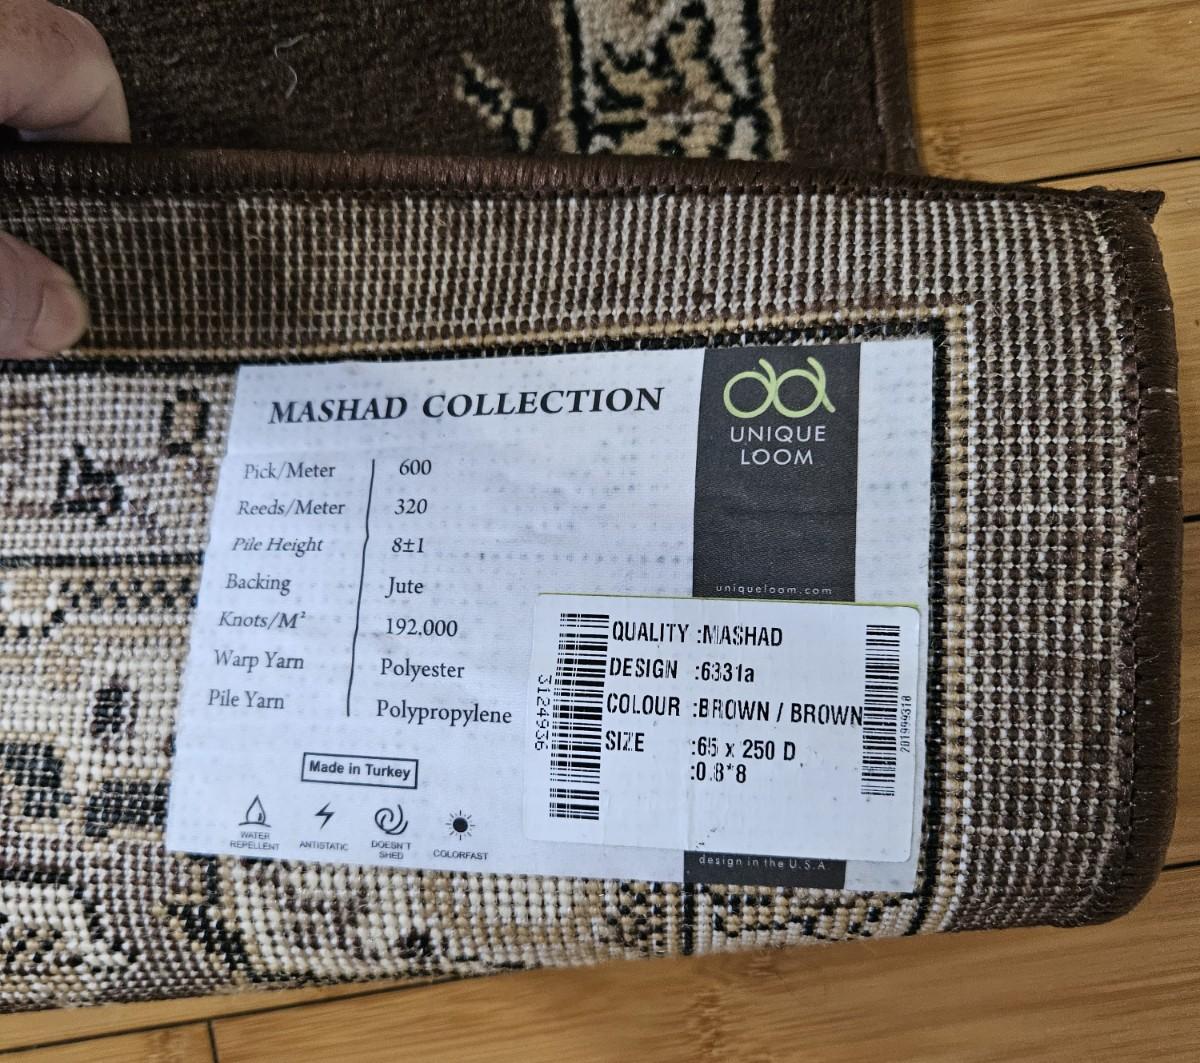 MASHAD COLLECTION
Pick/Meter 600
Reeds/Meter 320
Pile Height 8±1
Backing Jute
Knots/M² 192.000
Warp Yarn Polyester
Pile Yarn Polypropylene
Made in Turkey
WATER REPELLENT
ANTISTATIC
DOESN'T SHED
COLORFAST
UNIQUE
LOOM
uniqueloom.com
3124936
QUALITY :MASHAD
DESIGN :6331a
COLOUR :BROWN / BROWN
SIZE :65 x 250 D
:0.8*8
201999318
design in the U.S.A